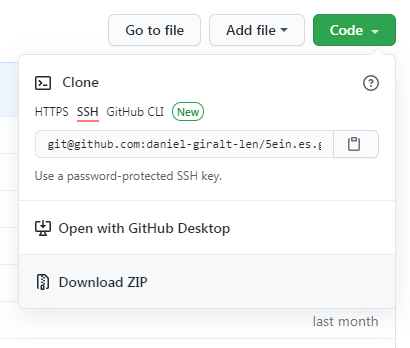 Go to file Add file Code
Clone
HTTPS SSH GitHub CLI New
git@github.com:daniel-giralt-len/5ein.es.g
Use a password-protected SSH key.
Open with GitHub Desktop
Download ZIP
last month